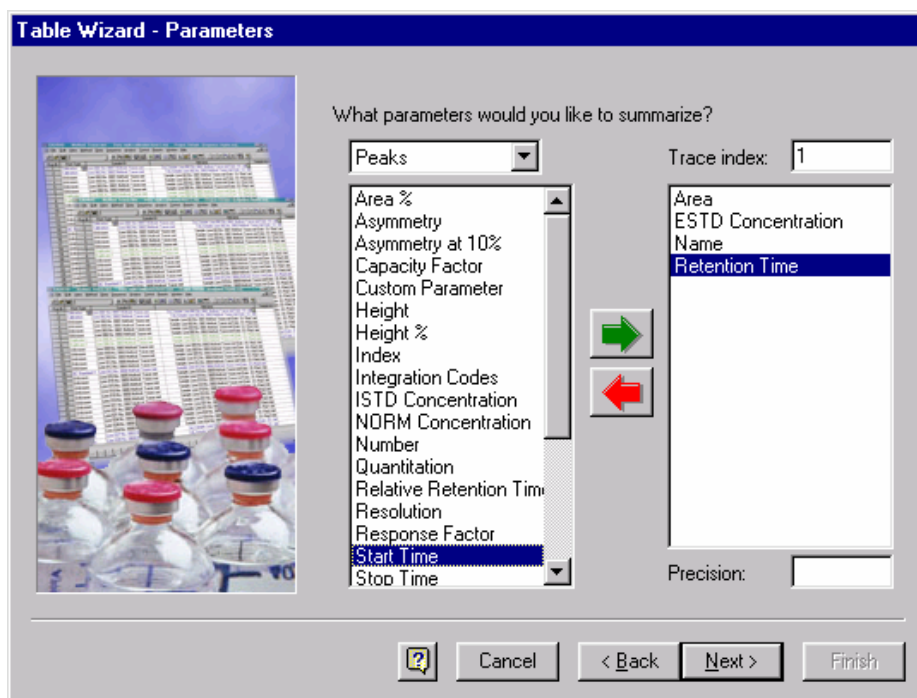 Table Wizard - Parameters
What parameters would you like to summarize?
Peaks
Trace index: 1
Area %
Asymmetry
Asymmetry at 10%
Capacity Factor
Custom Parameter
Height
Height %
Index
Integration Codes
ISTD Concentration
NORM Concentration
Number
Quantitation
Relative Retention Tim
Resolution
Response Factor
Start Time
Stop Time
Area
ESTD Concentration
Name
Retention Time
Precision:
?
Cancel
< Back
Next >
Finish